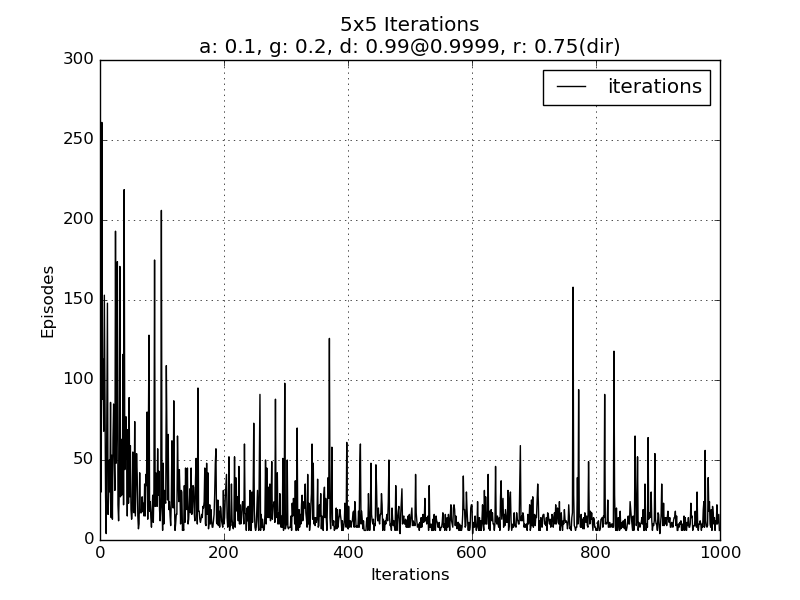 5x5 Iterations
a: 0.1, g: 0.2, d: 0.99@0.9999, r: 0.75(dir)
300
iterations
250
200
150
100
50
0
Episodes
0 200 400 600 800 1000
Iterations